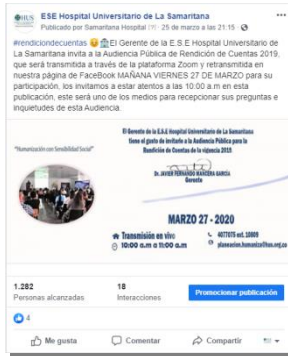 ESE Hospital Universitario de La Samaritana
Publicado por Samaritana Hospital · 25 de marzo a las 21:15 ·
#rendiciondecuentas 😀🏥El Gerente de la E.S.E Hospital Universitario de
La Samaritana invita a la Audiencia Pública de Rendición de Cuentas 2019,
que será transmitida a través de la plataforma Zoom y retransmitida en
nuestra página de FaceBook MAÑANA VIERNES 27 DE MARZO para su
participación, los invitamos a estar atentos a las 10:00 a.m en esta
publicación, este será uno de los medios para recepcionar sus preguntas e
inquietudes de esta Audiencia.
"Humanización con Sensibilidad Social"
El Gerente de la E.S.E Hospital Universitario de La Samaritana
tiene el gusto de invitarle a la Audiencia Pública para la
Rendición de Cuentas de la vigencia 2019.
Dr. JAVIER FERNANDO MANCERA GARCÍA
Gerente
MARZO 27 - 2020
Transmisión en vivo
4077075 ext. 10809
10:00 a.m a 11:00 a.m
1.282
Personas alcanzadas
18
Interacciones
Promocionar publicación
4
Me gusta
Comentar
Compartir